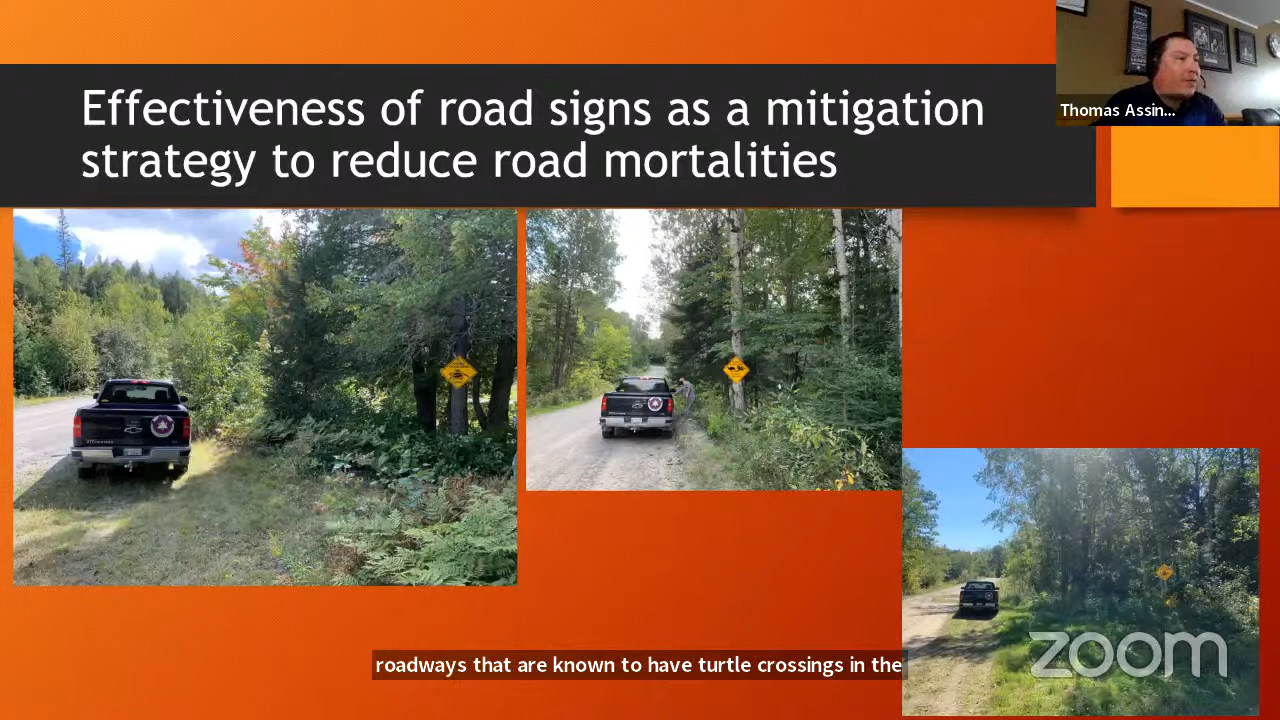 Effectiveness of road signs as a mitigation
strategy to reduce road mortalities
Thomas Assin...
roadways that are known to have turtle crossings in the
zoom